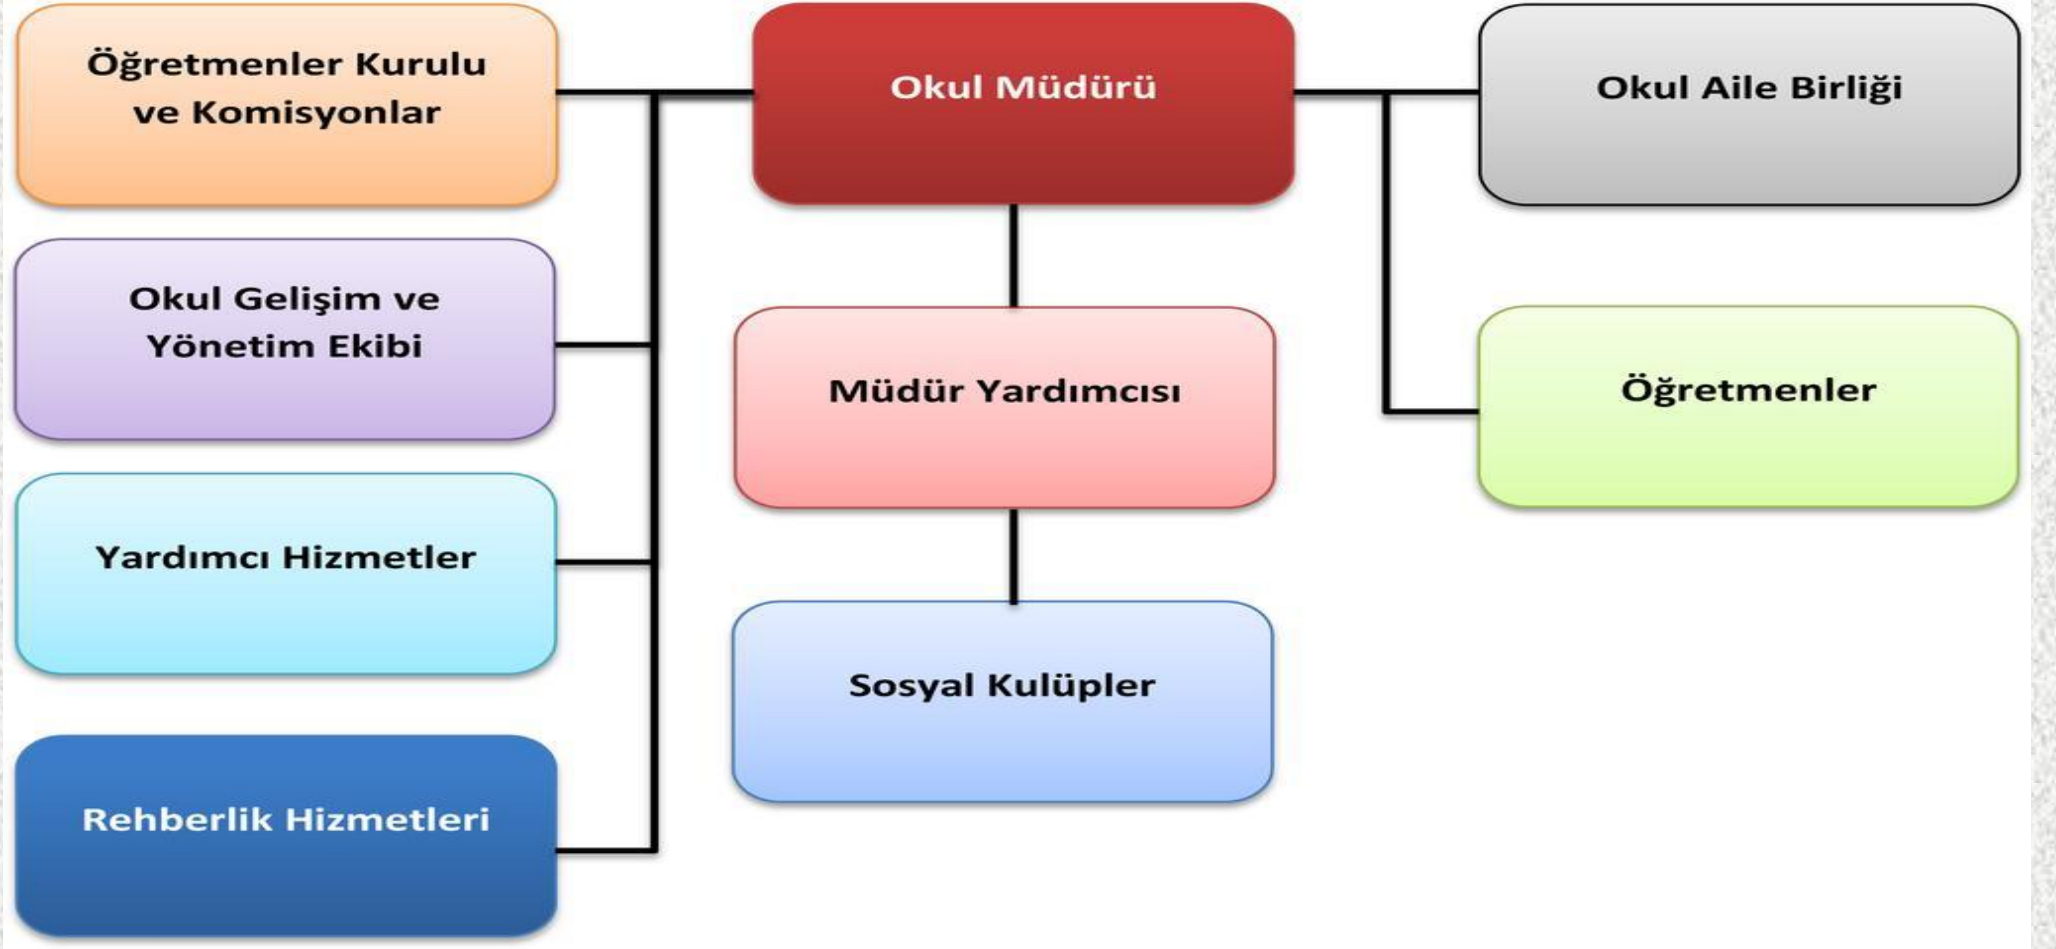 Öğretmenler Kurulu
ve Komisyonlar
Okul Müdürü
Okul Aile Birliği
Okul Gelişim ve
Yönetim Ekibi
Müdür Yardımcısı
Öğretmenler
Yardımcı Hizmetler
Sosyal Kulüpler
Rehberlik Hizmetleri